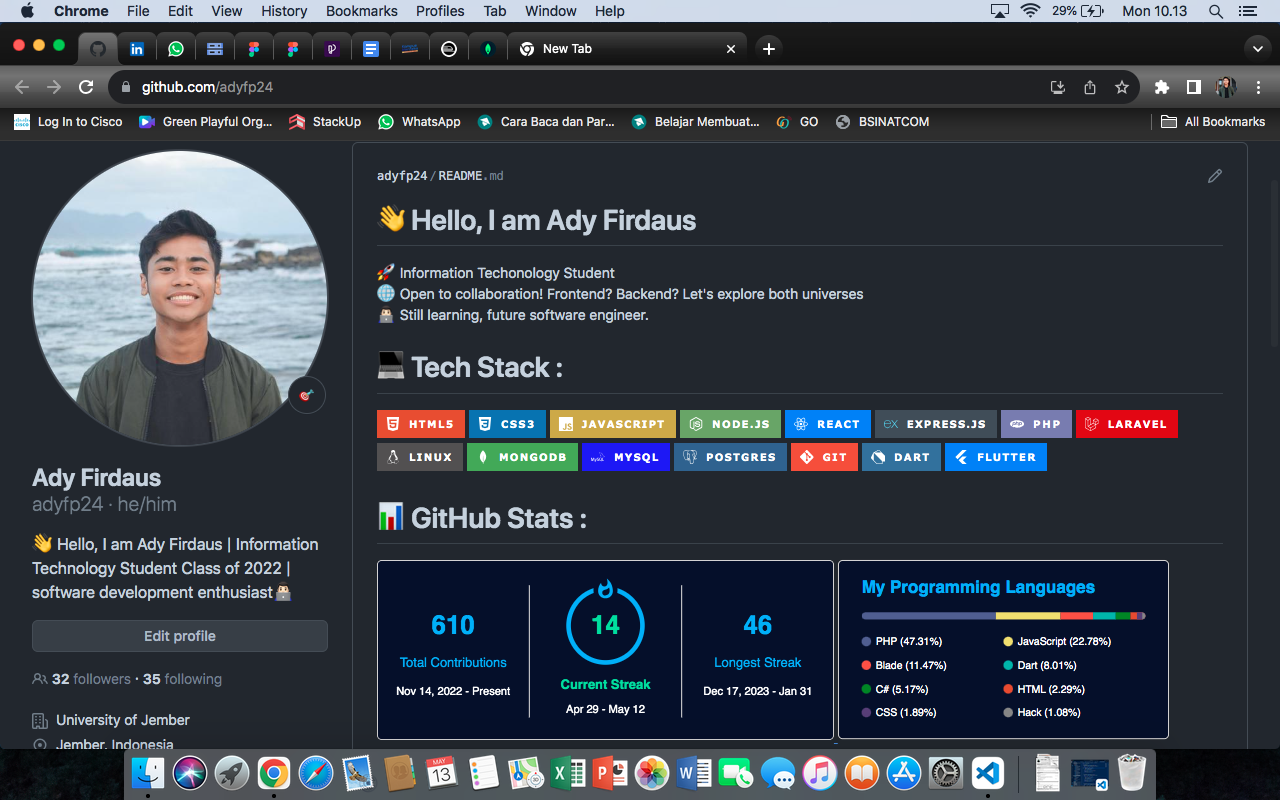 Chrome File Edit View History Bookmarks Profiles Tab Window Help 29% Mon 10.13
New Tab
github.com/adyfp24
Log In to Cisco Green Playful Org... StackUp WhatsApp Cara Baca dan Par... Belajar Membuat... GO BSINATCOM All Bookmarks
adyfp24/README.md
👋 Hello, I am Ady Firdaus
🚀 Information Techonology Student
🌐 Open to collaboration! Frontend? Backend? Let's explore both universes
👨🏻‍💻 Still learning, future software engineer.
💻 Tech Stack :
HTML5 CSS3 JAVASCRIPT NODE.JS REACT EXPRESS.JS PHP LARAVEL
LINUX MONGODB MYSQL POSTGRES GIT DART FLUTTER
📊 GitHub Stats :
610
Total Contributions
Nov 14, 2022 - Present
14
Current Streak
Apr 29 - May 12
46
Longest Streak
Dec 17, 2023 - Jan 31
My Programming Languages
PHP (47.31%) JavaScript (22.78%)
Blade (11.47%) Dart (8.01%)
C# (5.17%) HTML (2.29%)
CSS (1.89%) Hack (1.08%)
Ady Firdaus
adyfp24 · he/him
👋 Hello, I am Ady Firdaus | Information
Technology Student Class of 2022 |
software development enthusiast👨🏻‍💻
Edit profile
32 followers · 35 following
University of Jember
Jember, Indonesia
MAY
13